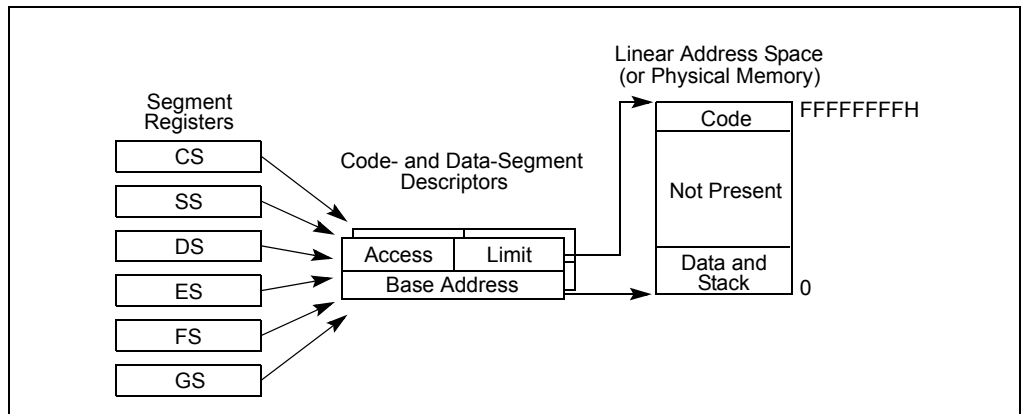 Linear Address Space
(or Physical Memory)
Segment
Registers
FFFFFFFFH
Code
CS
Code- and Data-Segment
Descriptors
Not Present
SS
DS
Access
Limit
Data and
Stack
ES
Base Address
0
FS
GS